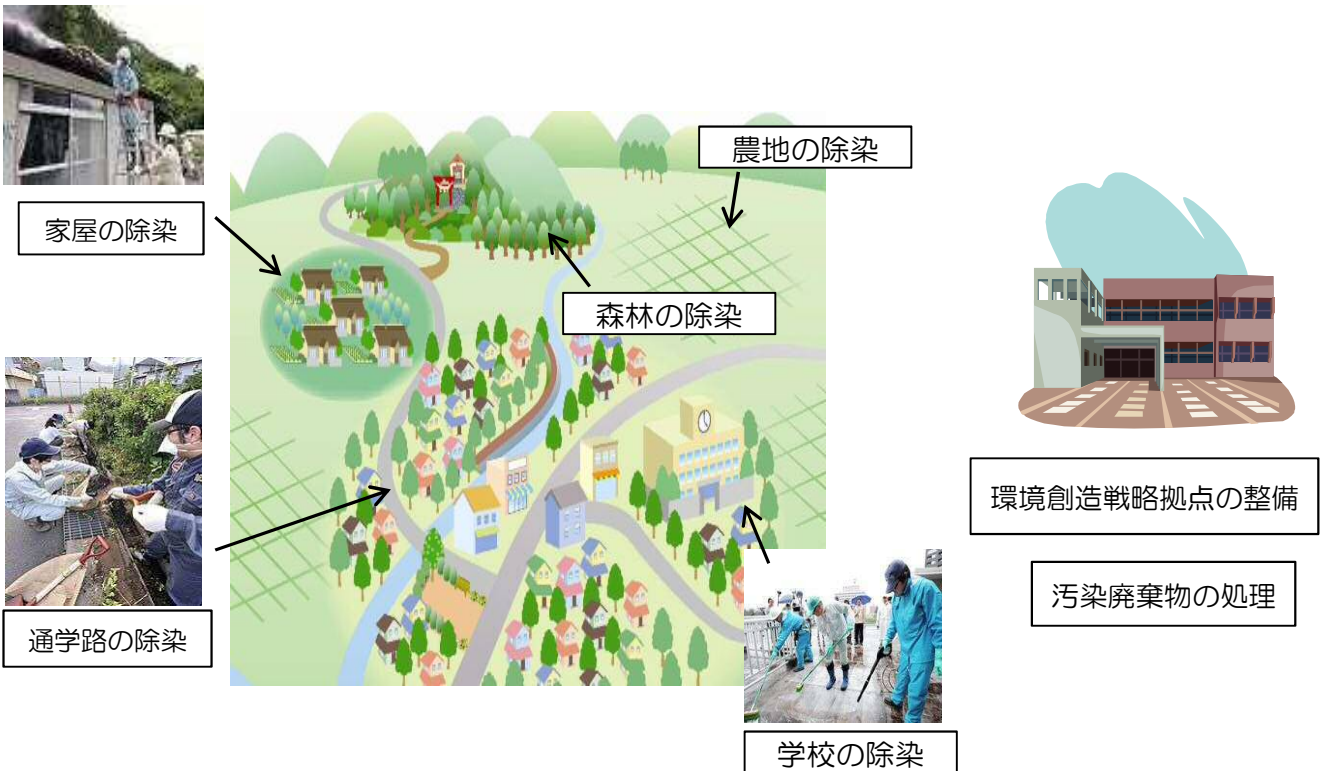 農地の除染
家屋の除染
森林の除染
環境創造戦略拠点の整備
汚染廃棄物の処理
通学路の除染
学校の除染